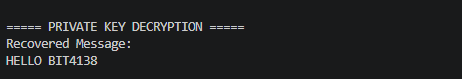 ===== PRIVATE KEY DECRYPTION =====
Recovered Message:
HELLO BIT4138